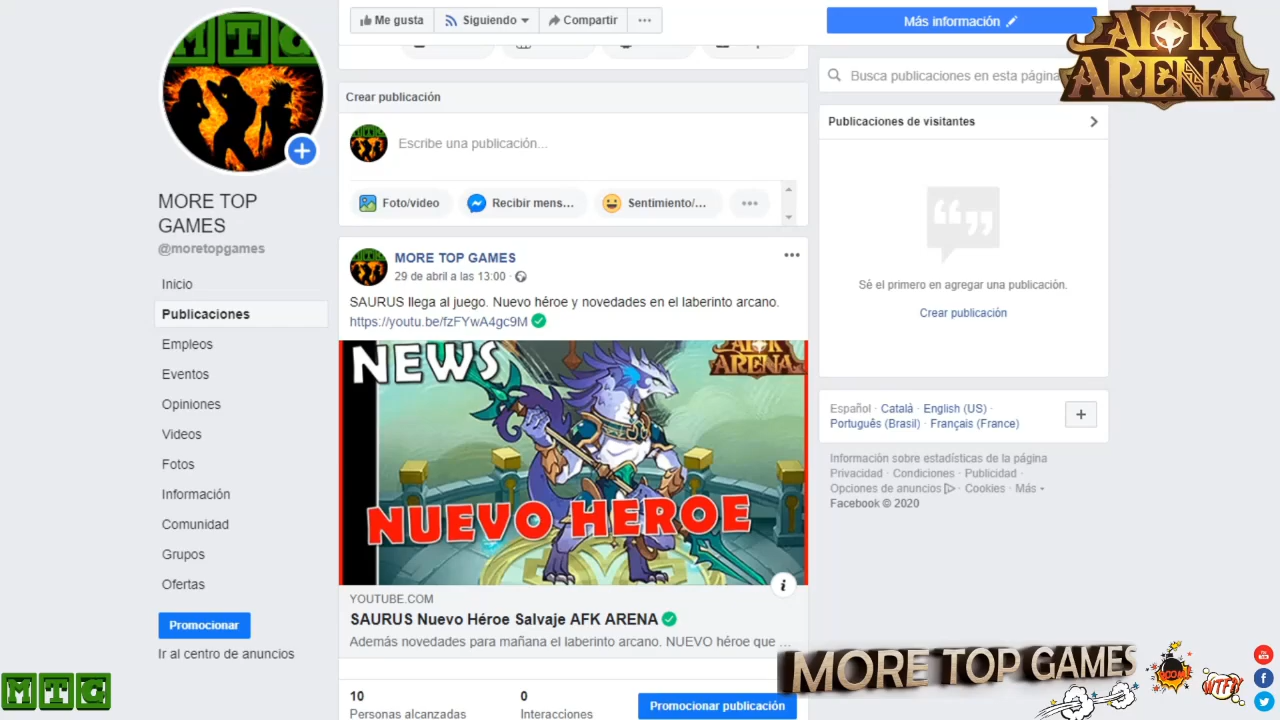 MTG
Me gusta
Siguiendo
Compartir
Más información
AFK
ARENA
Busca publicaciones en esta página
Crear publicación
Escribe una publicación...
Foto/video
Recibir mens...
Sentimiento/...
Publicaciones de visitantes
Sé el primero en agregar una publicación.
Crear publicación
MORE TOP
GAMES
@moretopgames
Inicio
Publicaciones
Empleos
Eventos
Opiniones
Videos
Fotos
Información
Comunidad
Grupos
Ofertas
Promocionar
Ir al centro de anuncios
MORE TOP GAMES
29 de abril a las 13:00 ·
SAURUS llega al juego. Nuevo héroe y novedades en el laberinto arcano.
https://youtu.be/fzFYwA4gc9M
NEWS
AFK
ARENA
NUEVO HEROE
YOUTUBE.COM
SAURUS Nuevo Héroe Salvaje AFK ARENA
Además novedades para mañana el laberinto arcano. NUEVO héroe que ...
10
Personas alcanzadas
0
Interacciones
Promocionar publicación
Español · Català · English (US) ·
Português (Brasil) · Français (France)
Información sobre estadísticas de la página
Privacidad · Condiciones · Publicidad ·
Opciones de anuncios · Cookies · Más
Facebook © 2020
MTG
MORE TOP GAMES
BOOM!
WTF?!